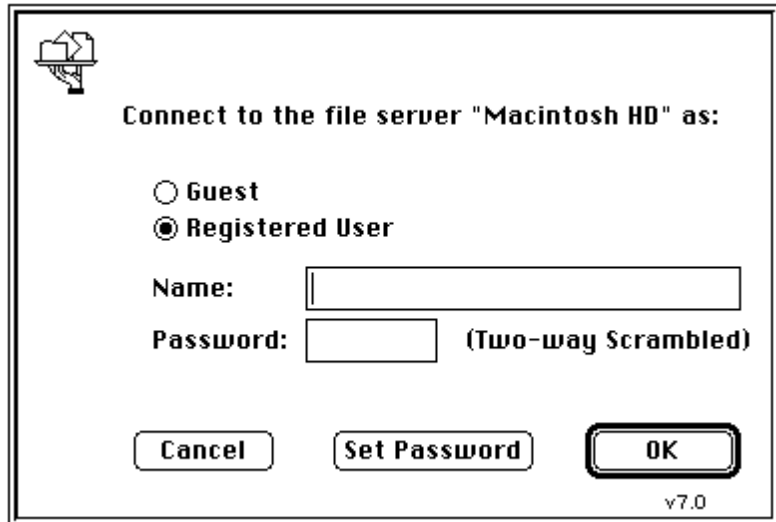 Connect to the file server "Macintosh HD" as:
Guest
Registered User
Name:
Password: (Two-way Scrambled)
Cancel Set Password OK
v7.0